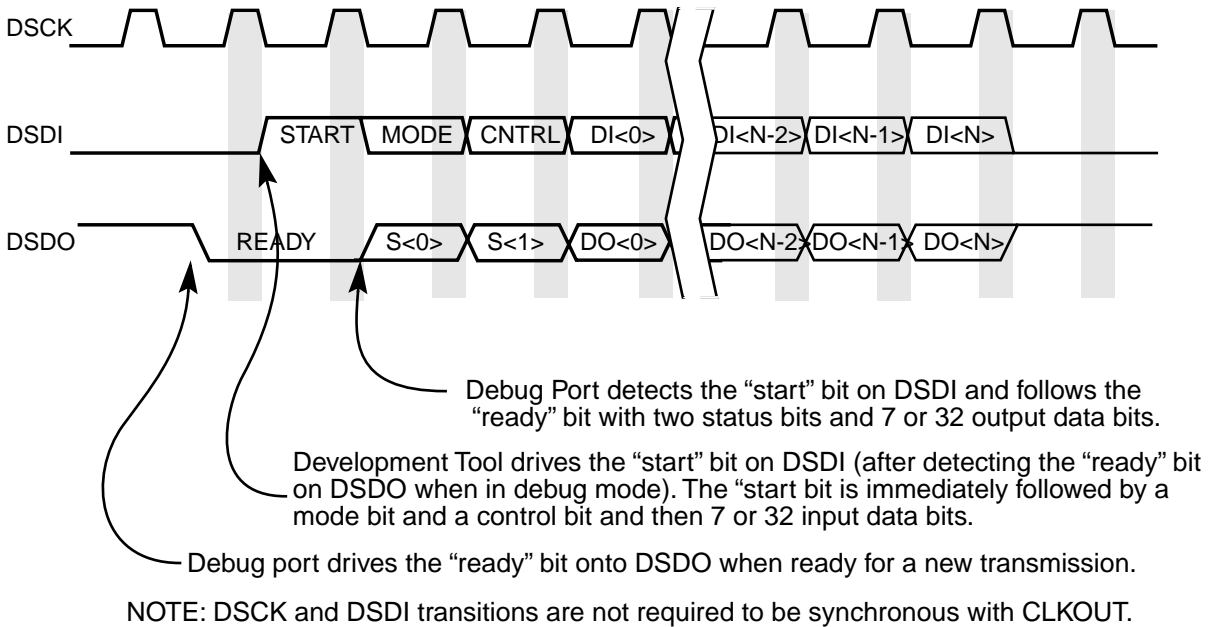 DSCK
DSDI START MODE CNTRL DI<0> DI<N-2> DI<N-1> DI<N>
DSDO READY S<0> S<1> DO<0> DO<N-2> DO<N-1> DO<N>
Debug Port detects the “start” bit on DSDI and follows the
“ready” bit with two status bits and 7 or 32 output data bits.
Development Tool drives the “start” bit on DSDI (after detecting the “ready” bit
on DSDO when in debug mode). The “start bit is immediately followed by a
mode bit and a control bit and then 7 or 32 input data bits.
Debug port drives the “ready” bit onto DSDO when ready for a new transmission.
NOTE: DSCK and DSDI transitions are not required to be synchronous with CLKOUT.